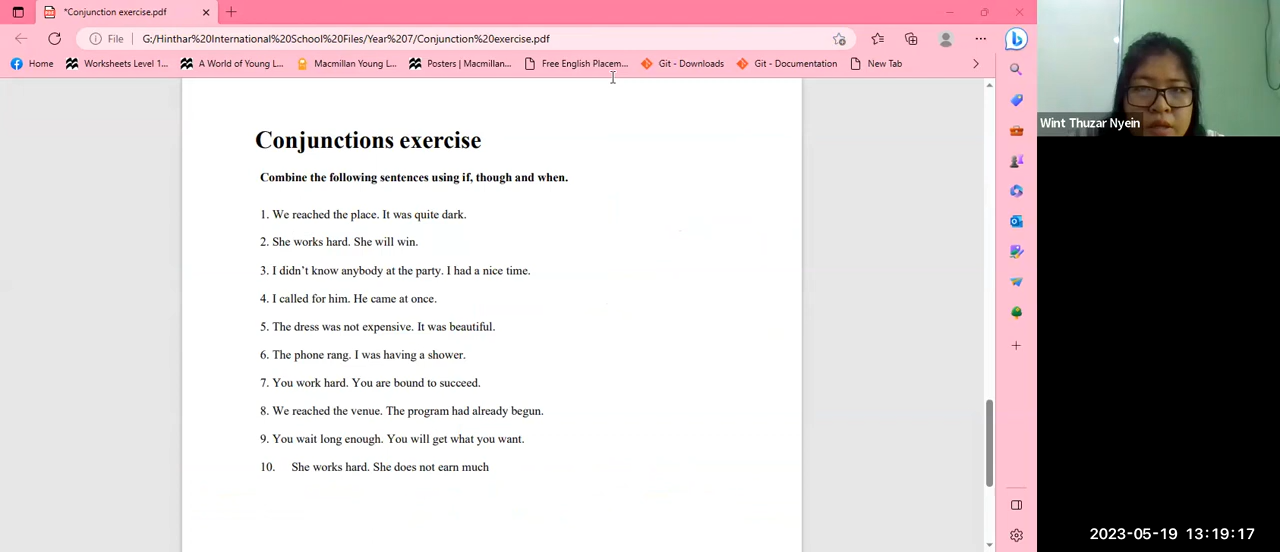 *Conjunction exercise.pdf
File
G:/Hinthar%20International%20School%20Files/Year%207/Conjunction%20exercise.pdf
Home
Worksheets Level 1...
A World of Young L...
Macmillan Young L...
Posters | Macmillan...
Free English Placem...
Git - Downloads
Git - Documentation
New Tab
Wint Thuzar Nyein
Conjunctions exercise
Combine the following sentences using if, though and when.
1. We reached the place. It was quite dark.
2. She works hard. She will win.
3. I didn't know anybody at the party. I had a nice time.
4. I called for him. He came at once.
5. The dress was not expensive. It was beautiful.
6. The phone rang. I was having a shower.
7. You work hard. You are bound to succeed.
8. We reached the venue. The program had already begun.
9. You wait long enough. You will get what you want.
10. She works hard. She does not earn much
2023-05-19 13:19:17